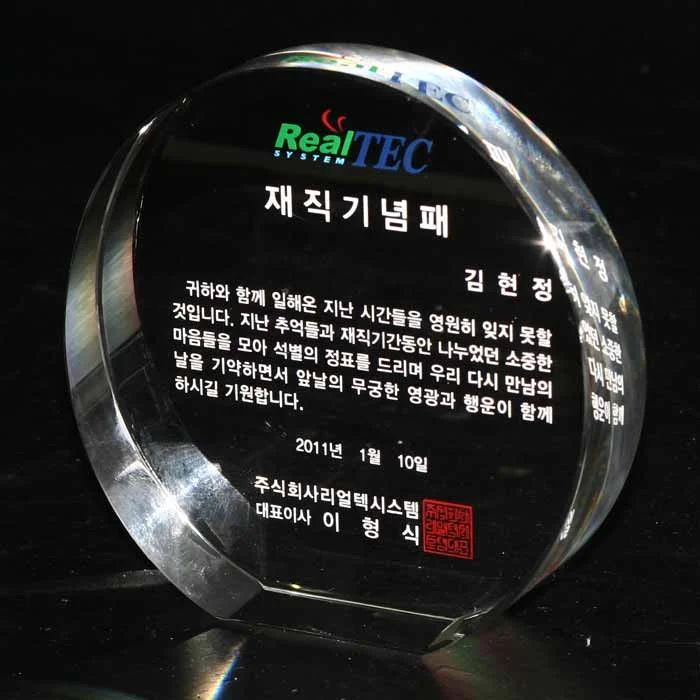 RealTEC
SYSTEM
재직기념패
김현정
귀하와 함께 일해온 지난 시간들을 영원히 잊지 못할
것입니다. 지난 추억들과 재직기간동안 나누었던 소중한
마음들을 모아 석별의 정표를 드리며 우리 다시 만남의
날을 기약하면서 앞날의 무궁한 영광과 행운이 함께
하시길 기원합니다.
2011년 1월 10일
주식회사리얼텍시스템
대표이사 이 형 식